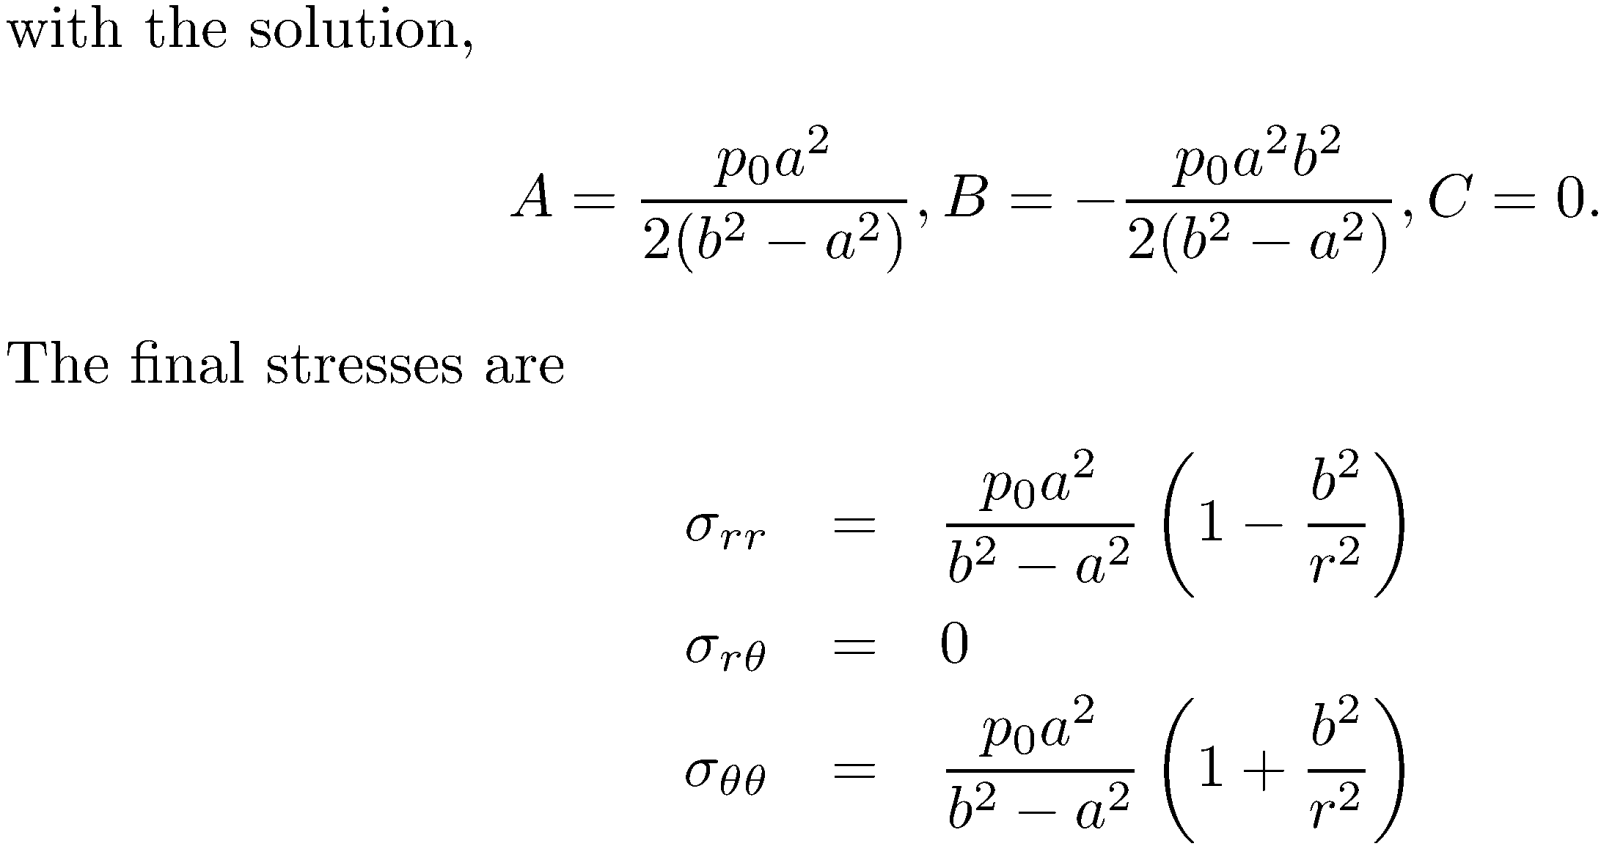 with the solution,
A = \frac{p_0 a^2}{2(b^2 - a^2)}, B = -\frac{p_0 a^2 b^2}{2(b^2 - a^2)}, C = 0.
The final stresses are
\sigma_{rr} = \frac{p_0 a^2}{b^2 - a^2} \left( 1 - \frac{b^2}{r^2} \right)
\sigma_{r\theta} = 0
\sigma_{\theta\theta} = \frac{p_0 a^2}{b^2 - a^2} \left( 1 + \frac{b^2}{r^2} \right)